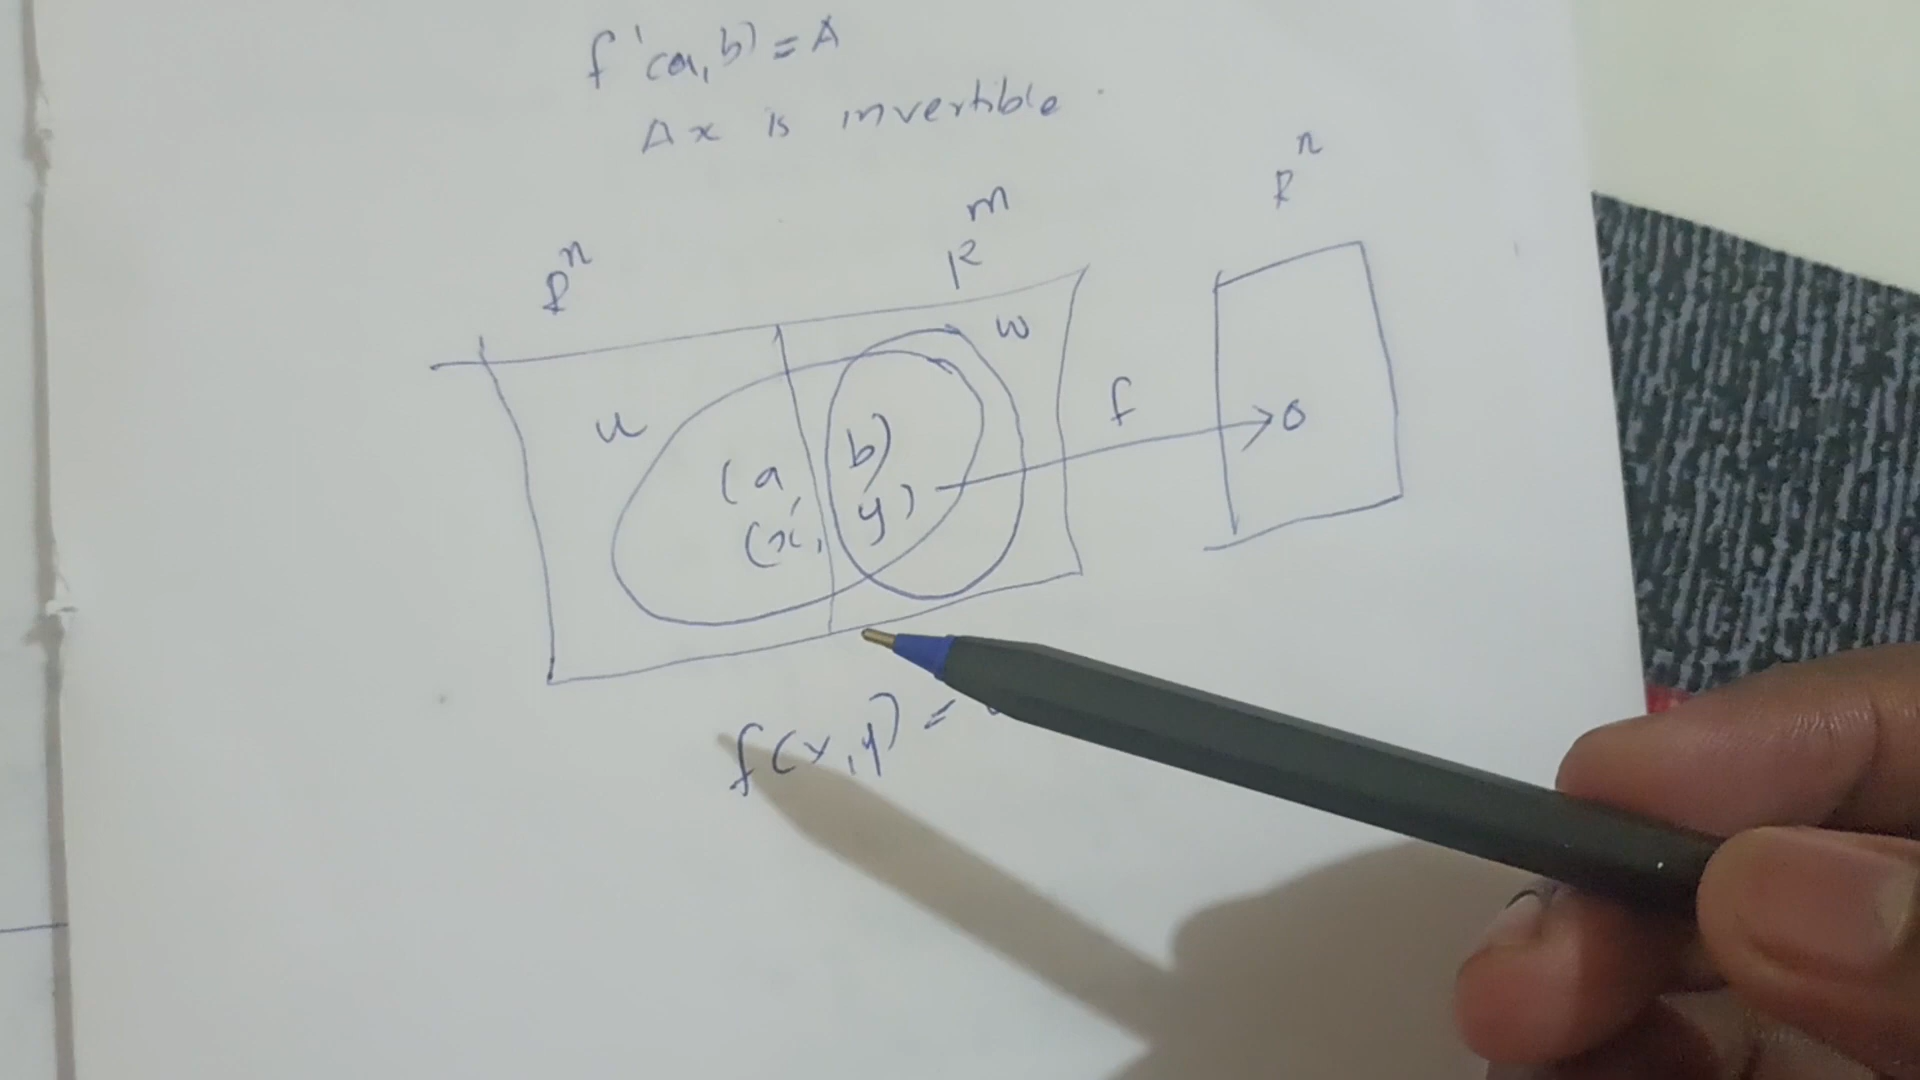 f'(a, b) = A
Ax is invertible.
R^n R^m R^n
w
u
f
(a, b)
(x, y)
0
f(x, y) =